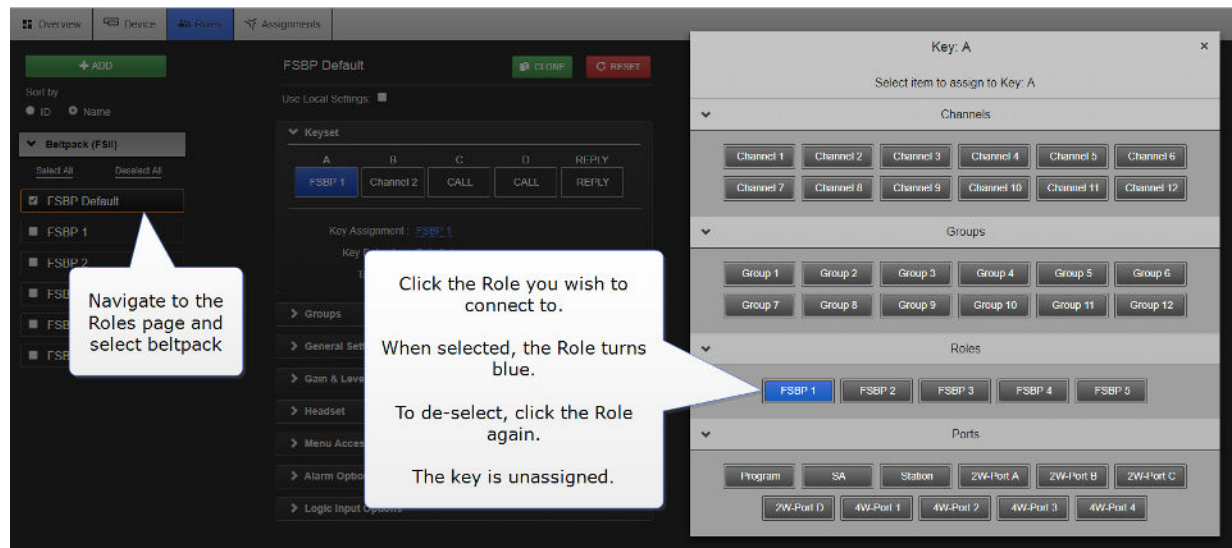 Overview Device Roles Assignments
+ ADD
Sort by
ID Name
Beltpack (FSII)
Select All Deselect All
FSBP Default
FSBP 1
FSBP 2
Navigate to the
Roles page and
select beltpack
FSBP Default
CLONE RESET
Use Local Settings:
Keyset
A B C D REPLY
FSBP 1 Channel 2 CALL CALL REPLY
Key Assignment : FSBP 1
Key
Groups
General
Gain &
Headset
Menu
Alarm
Logic Input
Click the Role you wish to
connect to.
When selected, the Role turns
blue.
To de-select, click the Role
again.
The key is unassigned.
Key: A ×
Select item to assign to Key: A
Channels
Channel 1 Channel 2 Channel 3 Channel 4 Channel 5 Channel 6
Channel 7 Channel 8 Channel 9 Channel 10 Channel 11 Channel 12
Groups
Group 1 Group 2 Group 3 Group 4 Group 5 Group 6
Group 7 Group 8 Group 9 Group 10 Group 11 Group 12
Roles
FSBP 1 FSBP 2 FSBP 3 FSBP 4 FSBP 5
Ports
Program SA Station 2W-Port A 2W-Port B 2W-Port C
2W-Port D 4W-Port 1 4W-Port 2 4W-Port 3 4W-Port 4